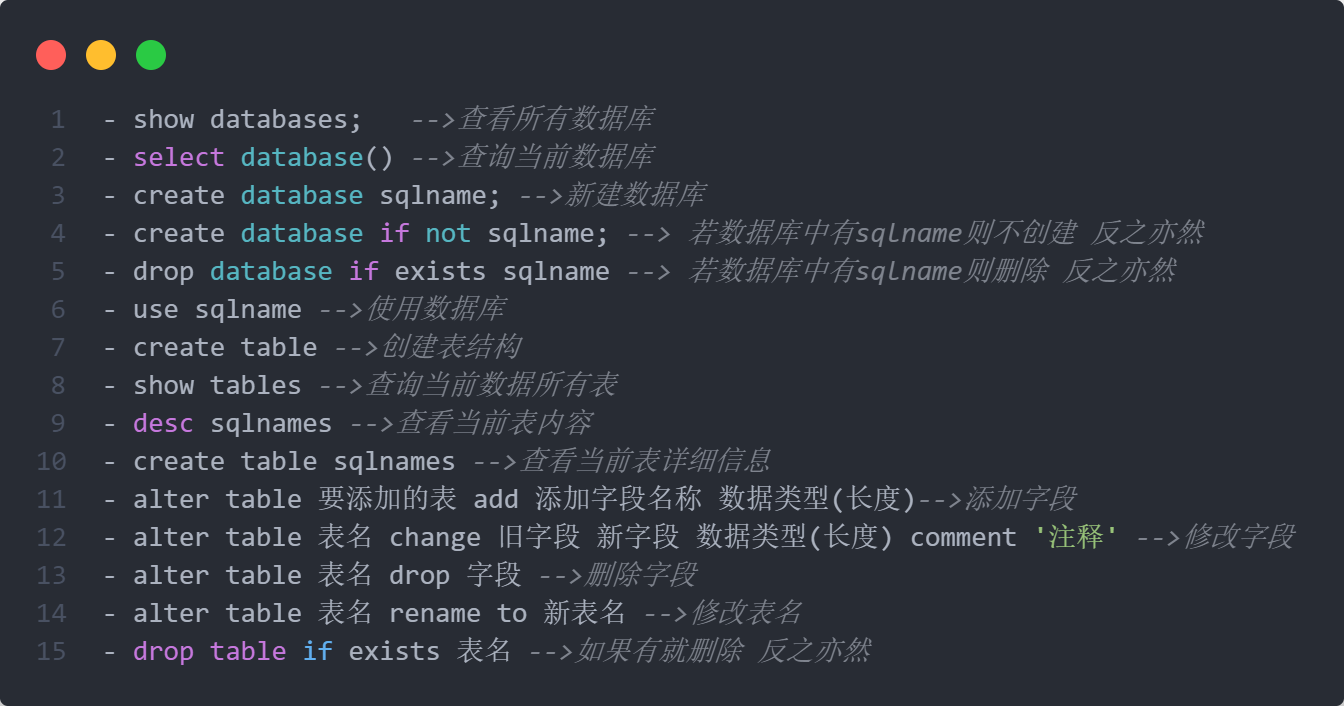 1 - show databases;   -->查看所有数据库
2 - select database() -->查询当前数据库
3 - create database sqlname; -->新建数据库
4 - create database if not sqlname; --> 若数据库中有sqlname则不创建 反之亦然
5 - drop database if exists sqlname --> 若数据库中有sqlname则删除 反之亦然
6 - use sqlname -->使用数据库
7 - create table -->创建表结构
8 - show tables -->查询当前数据所有表
9 - desc sqlnames -->查看当前表内容
10 - create table sqlnames -->查看当前表详细信息
11 - alter table 要添加的表 add 添加字段名称 数据类型(长度)-->添加字段
12 - alter table 表名 change 旧字段 新字段 数据类型(长度) comment '注释' -->修改字段
13 - alter table 表名 drop 字段 -->删除字段
14 - alter table 表名 rename to 新表名 -->修改表名
15 - drop table if exists 表名 -->如果有就删除 反之亦然